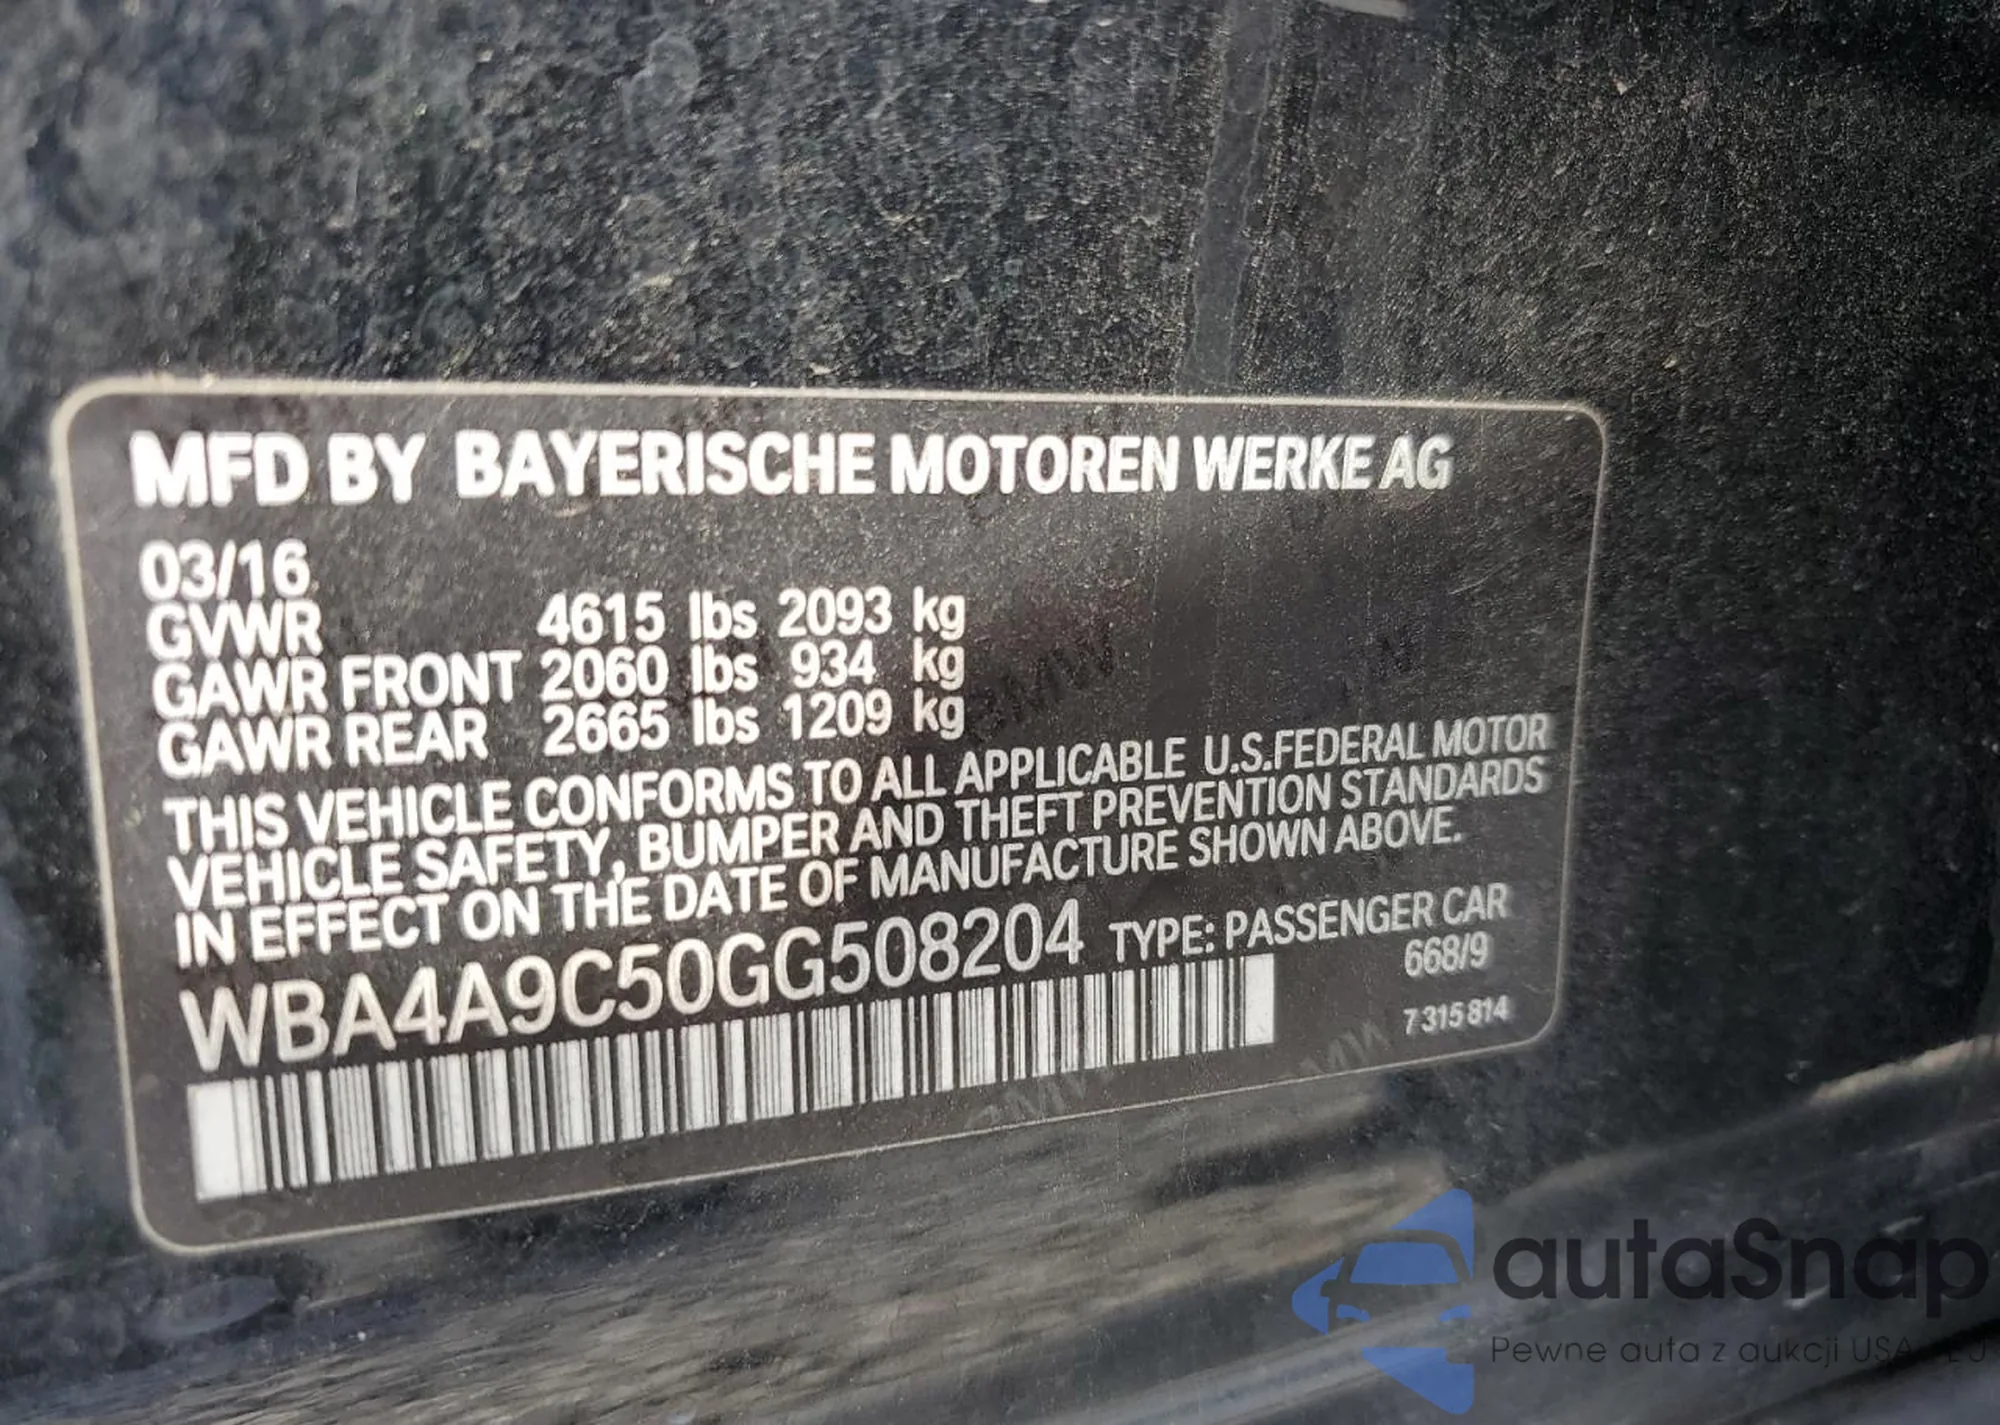 MFD BY BAYERISCHE MOTOREN WERKE AG
03/16
GVWR 4615 lbs 2093 kg
GAWR FRONT 2060 lbs 934 kg
GAWR REAR 2665 lbs 1209 kg
THIS VEHICLE CONFORMS TO ALL APPLICABLE U.S.FEDERAL MOTOR
VEHICLE SAFETY, BUMPER AND THEFT PREVENTION STANDARDS
IN EFFECT ON THE DATE OF MANUFACTURE SHOWN ABOVE.
WBA4A9C50GG508204 TYPE: PASSENGER CAR
668/9
7 315 814
autaSnap
Pewne auta z aukcji USA